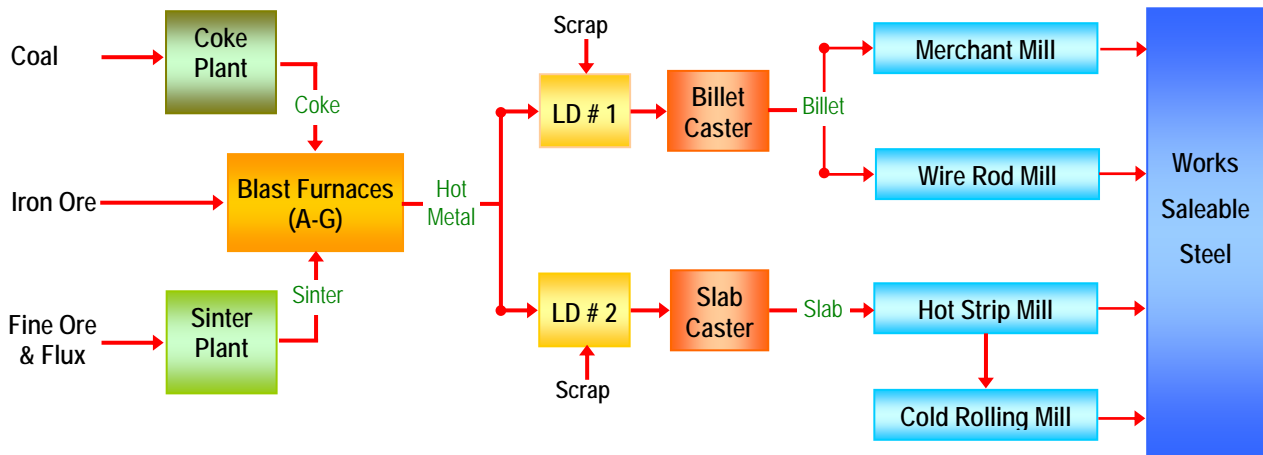 Coal
Coke
Plant
Coke
Iron Ore
Blast Furnaces
(A-G)
Fine Ore
& Flux
Sinter
Plant
Sinter
Hot
Metal
Scrap
LD # 1
Billet
Caster
Billet
Merchant Mill
Wire Rod Mill
LD # 2
Scrap
Slab
Caster
Slab
Hot Strip Mill
Cold Rolling Mill
Works
Saleable
Steel